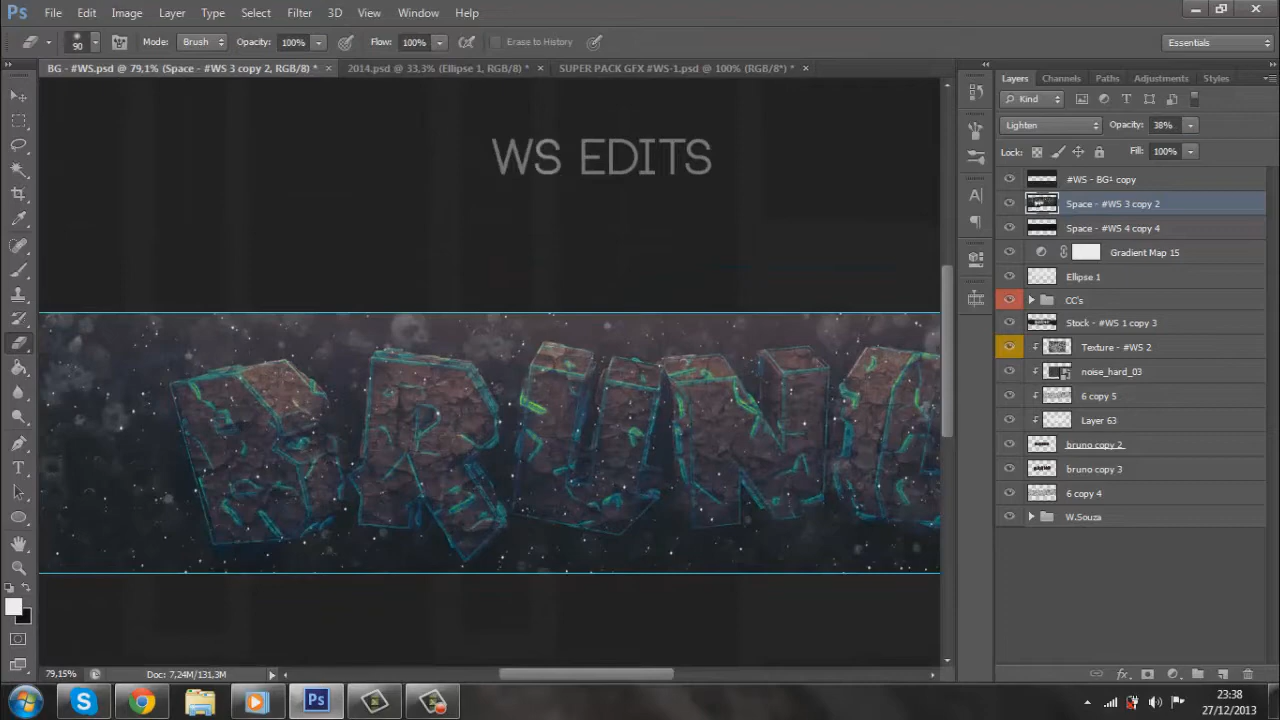 Ps File Edit Image Layer Type Select Filter 3D View Window Help
90 Mode: Brush Opacity: 100% Flow: 100% Erase to History Essentials
BG - #WS.psd @ 79,1% (Space - #WS 3 copy 2, RGB/8) * × 2014.psd @ 33,3% (Ellipse 1, RGB/8) * × SUPER PACK GFX #WS-1.psd @ 100% (RGB/8*) * ×
Layers Channels Paths Adjustments Styles
Kind
Lighten Opacity: 38%
Lock: Fill: 100%
WS EDITS
#WS - BG² copy
Space - #WS 3 copy 2
Space - #WS 4 copy 4
Gradient Map 15
Ellipse 1
CC's
Stock - #WS 1 copy 3
Texture - #WS 2
noise_hard_03
6 copy 5
Layer 63
bruno copy 2
bruno copy 3
6 copy 4
W.Souza
BRUNO
79,15% Doc: 7,24M/131,3M
23:38
27/12/2013